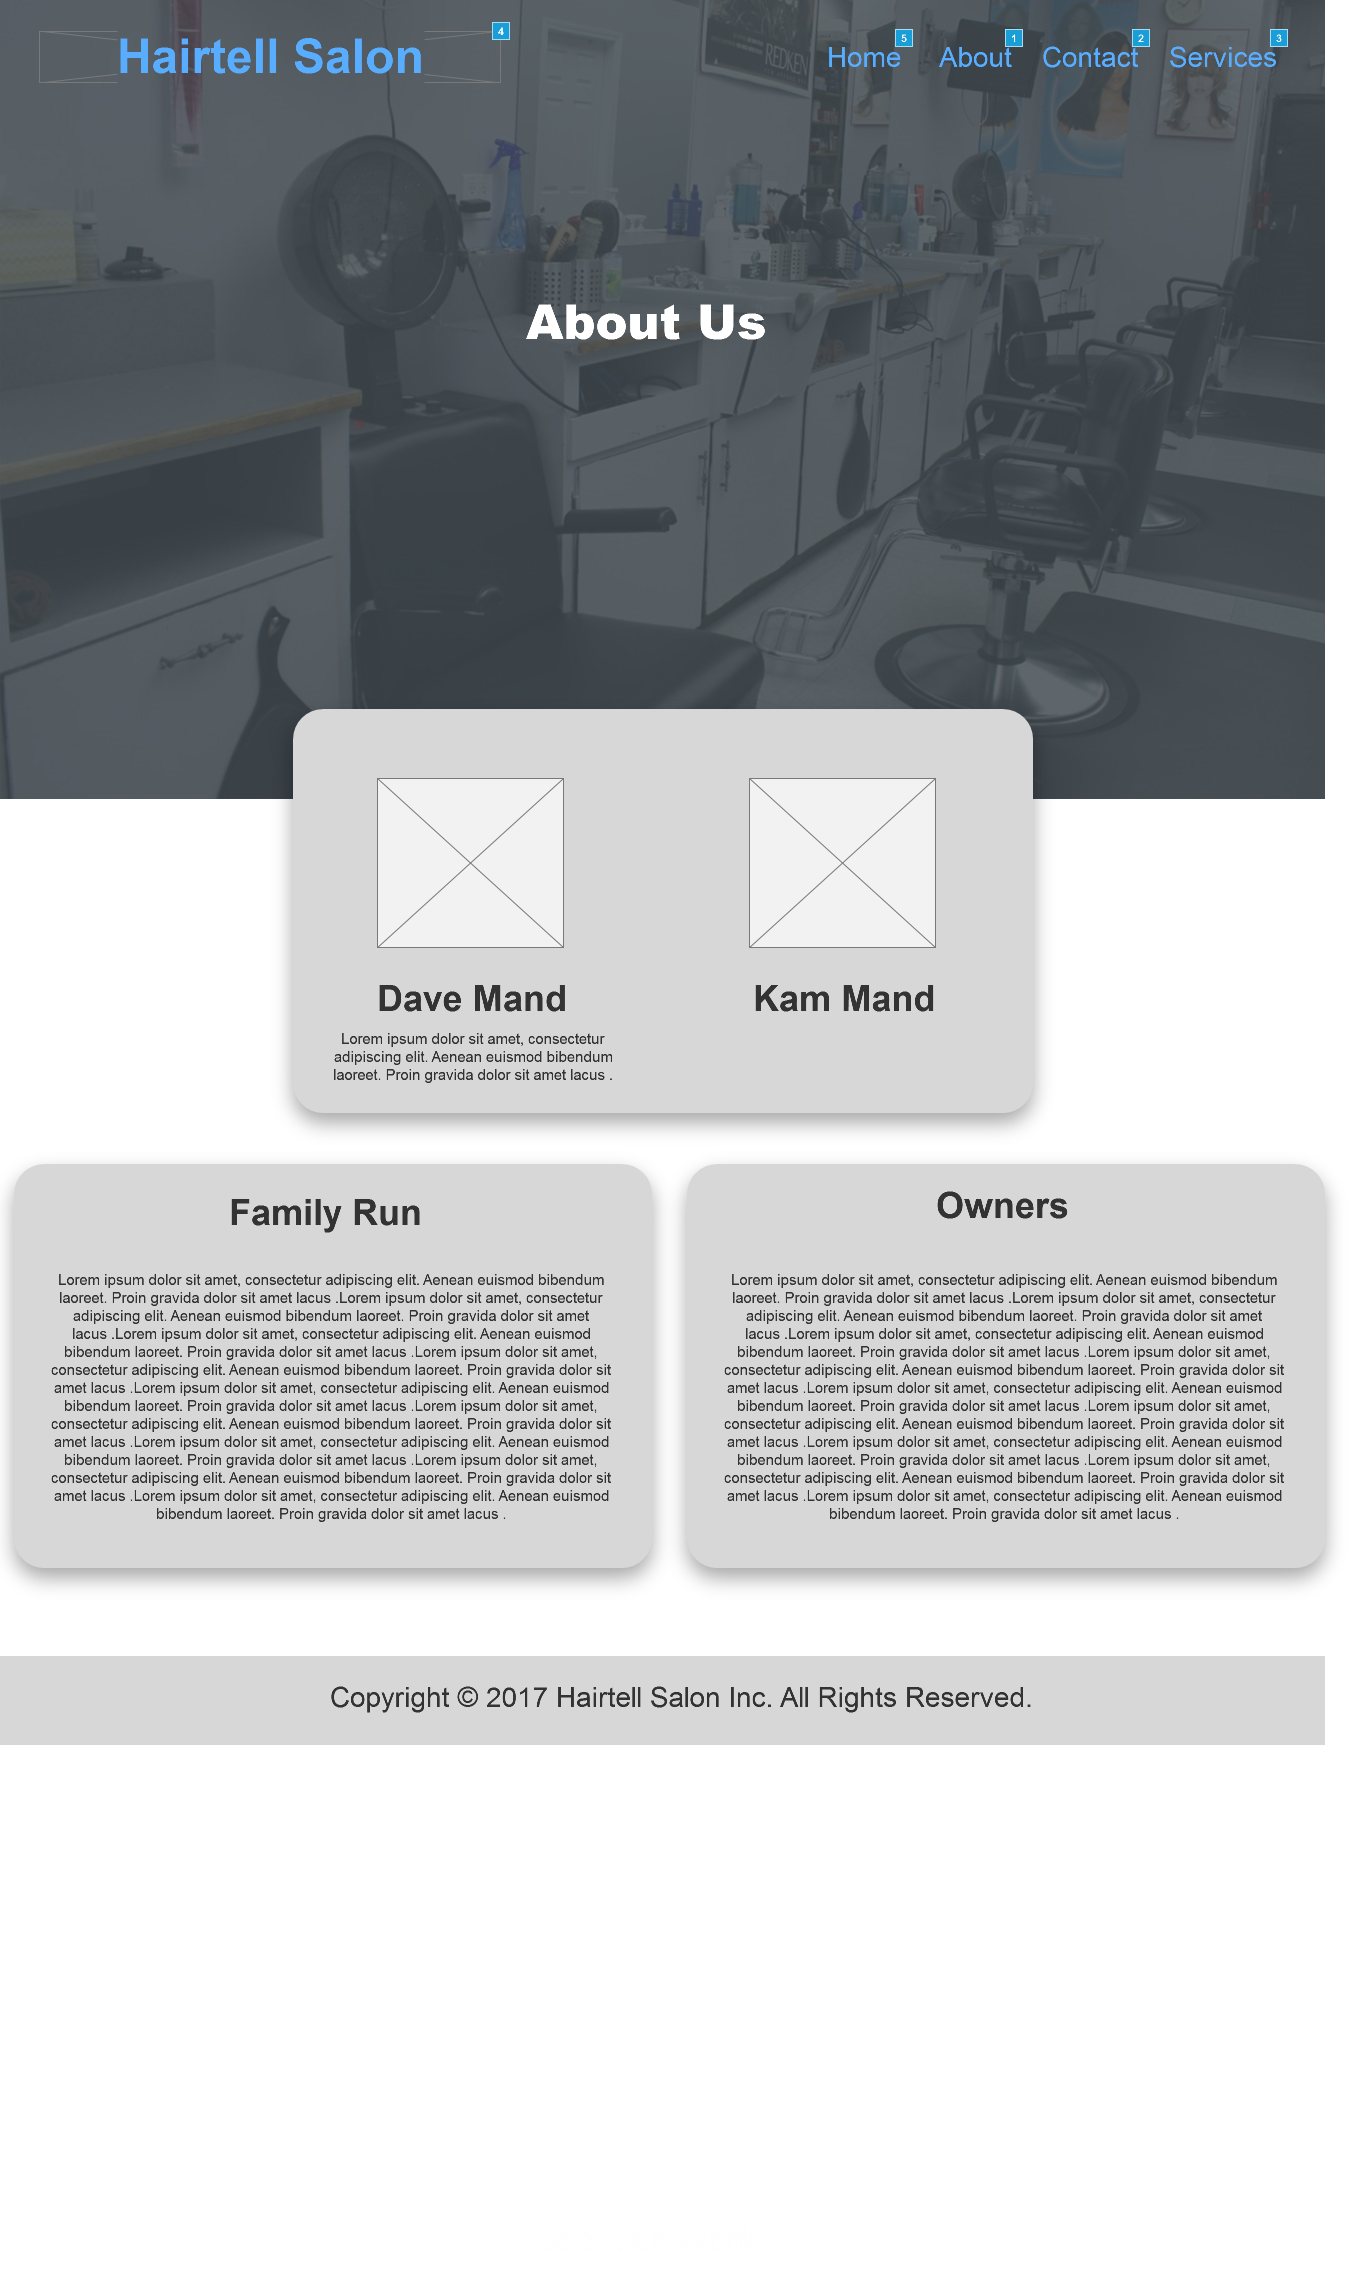 Hairtell Salon
4
Home
5
About
1
Contact
2
Services
3
REDKEN
About Us
Dave Mand
Lorem ipsum dolor sit amet, consectetur
adipiscing elit. Aenean euismod bibendum
laoreet. Proin gravida dolor sit amet lacus .
Kam Mand
Family Run
Lorem ipsum dolor sit amet, consectetur adipiscing elit. Aenean euismod bibendum
laoreet. Proin gravida dolor sit amet lacus .Lorem ipsum dolor sit amet, consectetur
adipiscing elit. Aenean euismod bibendum laoreet. Proin gravida dolor sit amet
lacus .Lorem ipsum dolor sit amet, consectetur adipiscing elit. Aenean euismod
bibendum laoreet. Proin gravida dolor sit amet lacus .Lorem ipsum dolor sit amet,
consectetur adipiscing elit. Aenean euismod bibendum laoreet. Proin gravida dolor sit
amet lacus .Lorem ipsum dolor sit amet, consectetur adipiscing elit. Aenean euismod
bibendum laoreet. Proin gravida dolor sit amet lacus .Lorem ipsum dolor sit amet,
consectetur adipiscing elit. Aenean euismod bibendum laoreet. Proin gravida dolor sit
amet lacus .Lorem ipsum dolor sit amet, consectetur adipiscing elit. Aenean euismod
bibendum laoreet. Proin gravida dolor sit amet lacus .Lorem ipsum dolor sit amet,
consectetur adipiscing elit. Aenean euismod bibendum laoreet. Proin gravida dolor sit
amet lacus .Lorem ipsum dolor sit amet, consectetur adipiscing elit. Aenean euismod
bibendum laoreet. Proin gravida dolor sit amet lacus .
Owners
Lorem ipsum dolor sit amet, consectetur adipiscing elit. Aenean euismod bibendum
laoreet. Proin gravida dolor sit amet lacus .Lorem ipsum dolor sit amet, consectetur
adipiscing elit. Aenean euismod bibendum laoreet. Proin gravida dolor sit amet
lacus .Lorem ipsum dolor sit amet, consectetur adipiscing elit. Aenean euismod
bibendum laoreet. Proin gravida dolor sit amet lacus .Lorem ipsum dolor sit amet,
consectetur adipiscing elit. Aenean euismod bibendum laoreet. Proin gravida dolor sit
amet lacus .Lorem ipsum dolor sit amet, consectetur adipiscing elit. Aenean euismod
bibendum laoreet. Proin gravida dolor sit amet lacus .Lorem ipsum dolor sit amet,
consectetur adipiscing elit. Aenean euismod bibendum laoreet. Proin gravida dolor sit
amet lacus .Lorem ipsum dolor sit amet, consectetur adipiscing elit. Aenean euismod
bibendum laoreet. Proin gravida dolor sit amet lacus .Lorem ipsum dolor sit amet,
consectetur adipiscing elit. Aenean euismod bibendum laoreet. Proin gravida dolor sit
amet lacus .Lorem ipsum dolor sit amet, consectetur adipiscing elit. Aenean euismod
bibendum laoreet. Proin gravida dolor sit amet lacus .
Copyright © 2017 Hairtell Salon Inc. All Rights Reserved.